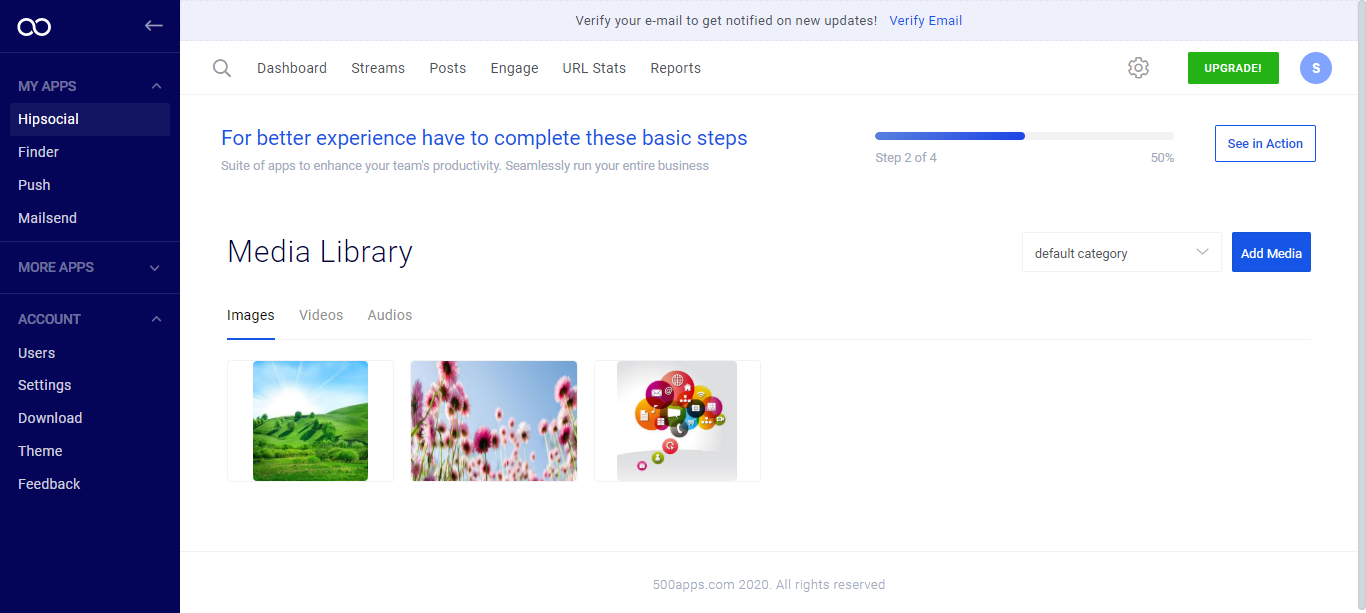 Verify your e-mail to get notified on new updates! Verify Email
Dashboard Streams Posts Engage URL Stats Reports UPGRADE! S
MY APPS
Hipsocial
Finder
Push
Mailsend
MORE APPS
ACCOUNT
Users
Settings
Download
Theme
Feedback
For better experience have to complete these basic steps
Suite of apps to enhance your team's productivity. Seamlessly run your entire business
Step 2 of 4 50%
See in Action
Media Library
default category
Add Media
Images Videos Audios
500apps.com 2020. All rights reserved